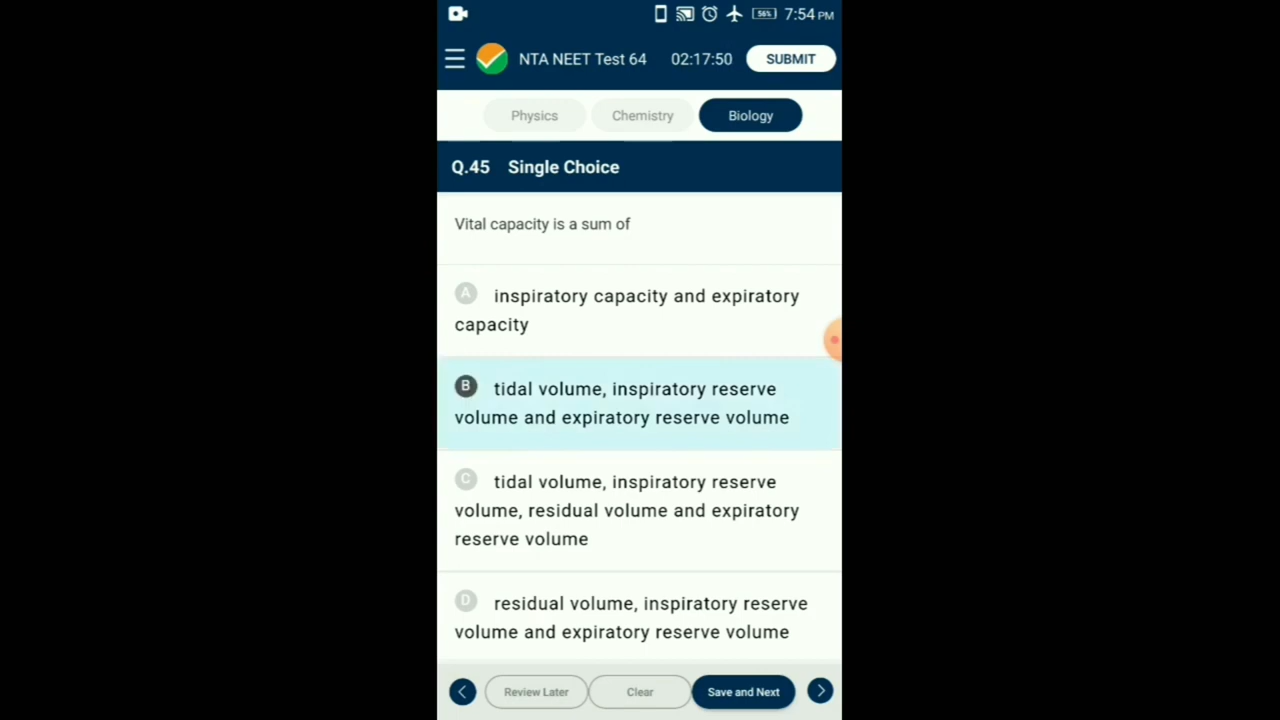 56% 7:54 PM
NTA NEET Test 64 02:17:50 SUBMIT
Physics Chemistry Biology
Q.45 Single Choice
Vital capacity is a sum of
A inspiratory capacity and expiratory
capacity
B tidal volume, inspiratory reserve
volume and expiratory reserve volume
C tidal volume, inspiratory reserve
volume, residual volume and expiratory
reserve volume
D residual volume, inspiratory reserve
volume and expiratory reserve volume
Review Later Clear Save and Next